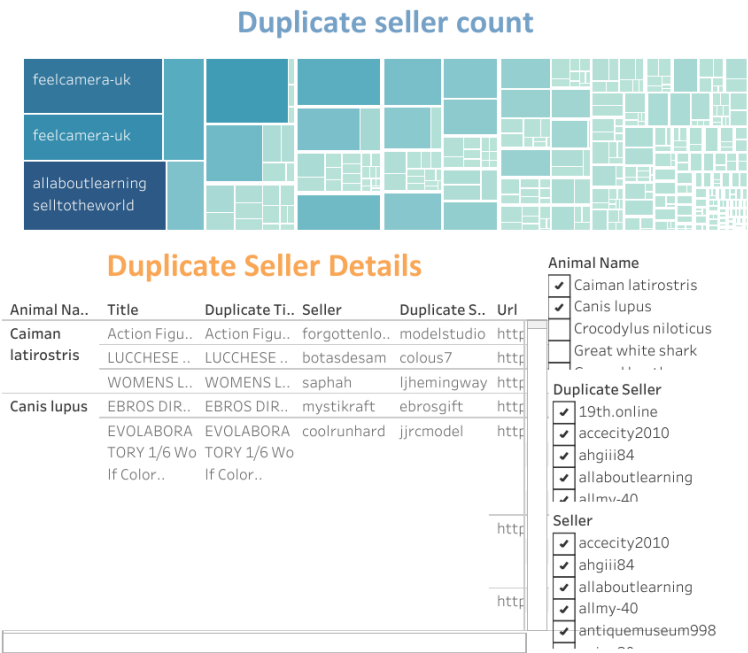 Duplicate seller count
feelcamera-uk
feelcamera-uk
allaboutlearning
selltotheworld
Duplicate Seller Details
Animal Na.. Title Duplicate Ti.. Seller Duplicate S.. Url
Caiman latirostris Action Figu.. Action Figu.. forgottenlo.. modelstudio http
LUCCHESE .. LUCCHESE .. botasdesam colous7 http
WOMENS L.. WOMENS L.. saphah ljhemingway http
Canis lupus EBROS DIR.. EBROS DIR.. mystikraft ebrosgift http
EVOLABORA EVOLABORA coolrunhard jjrcmodel http
TORY 1/6 Wo TORY 1/6 Wo
lf Color.. lf Color..
http
http
Animal Name
Caiman latirostris
Canis lupus
Crocodylus niloticus
Great white shark
Duplicate Seller
19th.online
accecity2010
ahgiii84
allaboutlearning
allmy-40
Seller
accecity2010
ahgiii84
allaboutlearning
allmy-40
antiquemuseum998